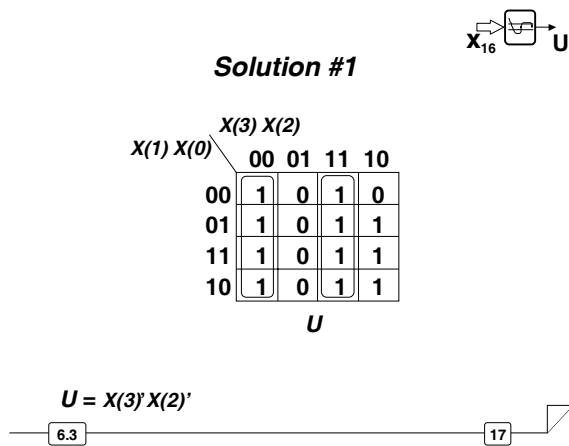 X16 U
Solution #1
X(3) X(2)
X(1) X(0)
00 01 11 10
00 1 0 1 0
01 1 0 1 1
11 1 0 1 1
10 1 0 1 1
U
U = X(3)' X(2)'
6.3 17